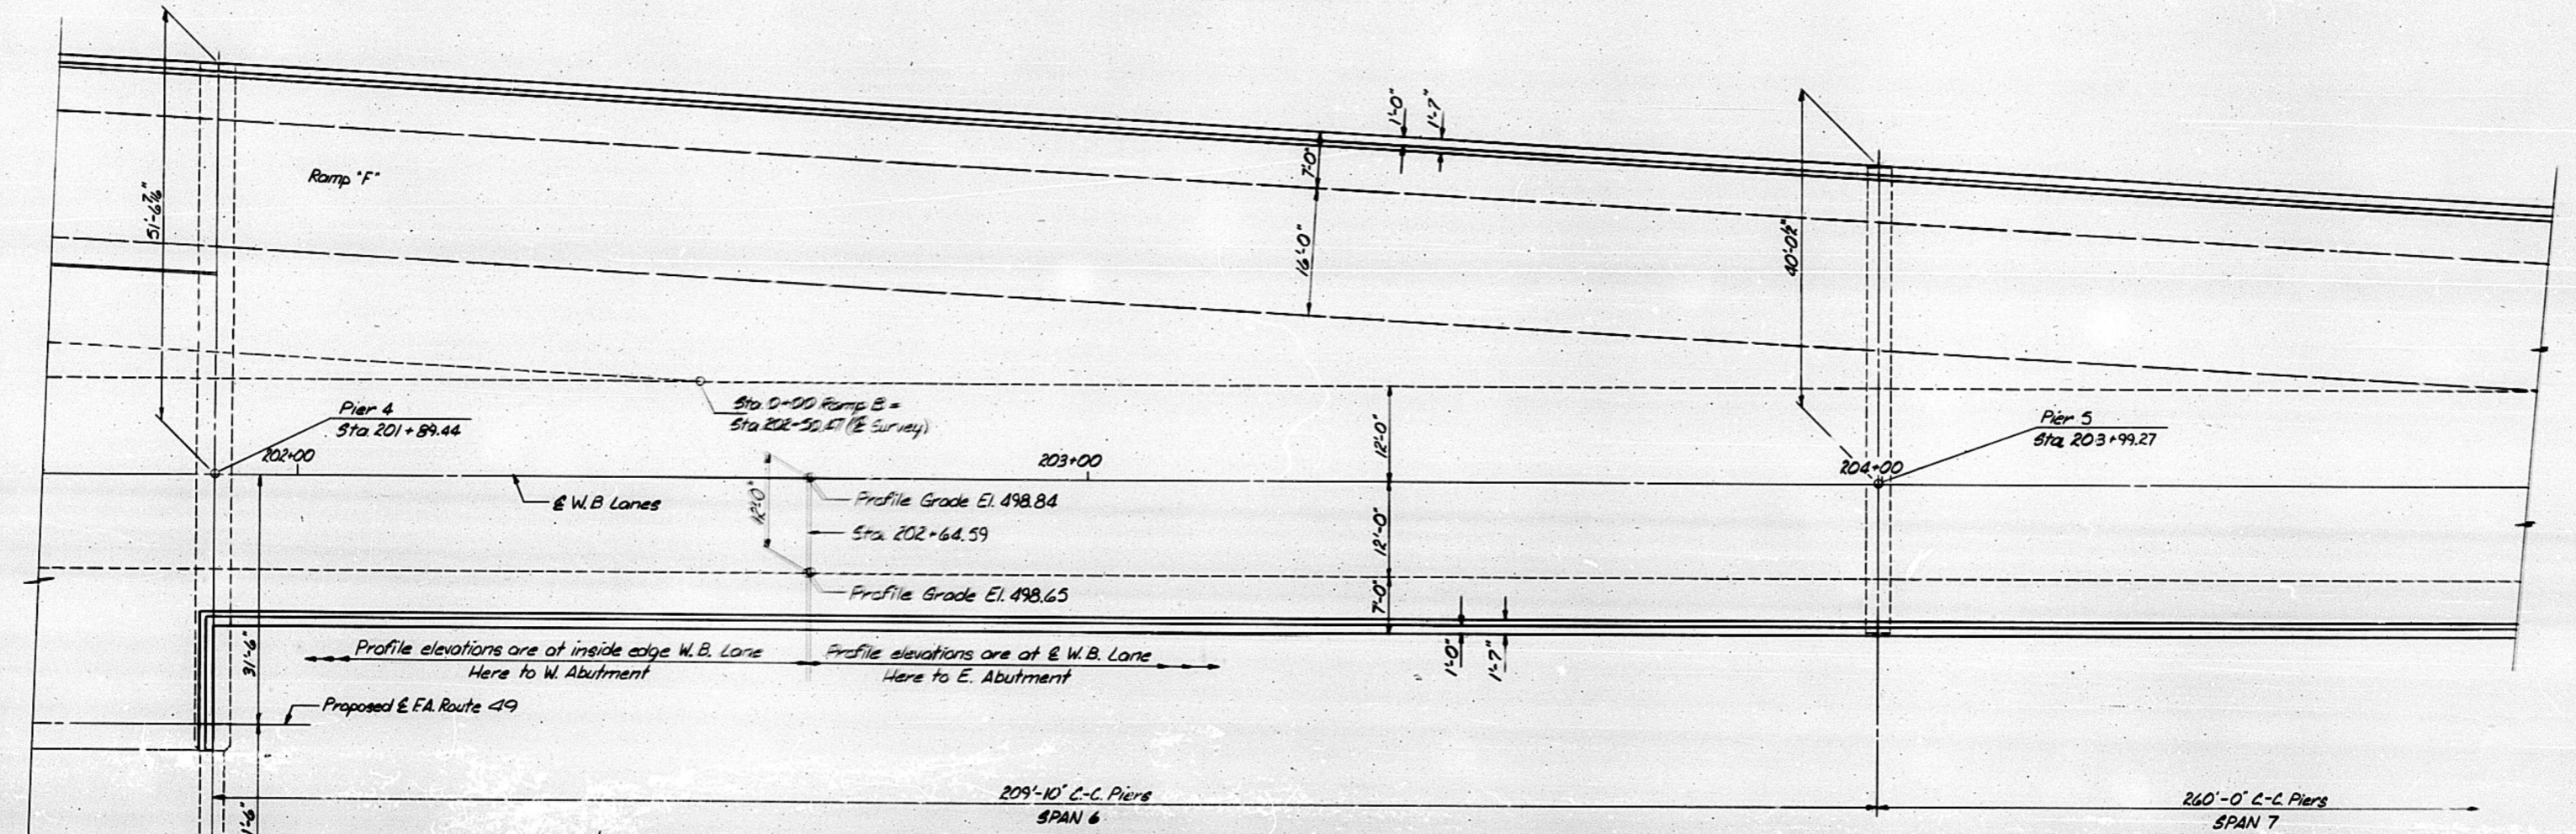 1'-0"
1'-7"
7'-0"
Ramp "F"
51'-6 7/16"
16'-0"
40'-0½"
Pier 4
Sta. 201+89.44
Sta. 0+00 Ramp B =
Sta. 202+50. (℄ Survey)
12'-0"
Pier 5
Sta. 203+99.27
202+00
203+00
204+00
℄ W.B Lanes
12'-0"
Profile Grade El. 498.84
Sta. 202+64.59
12'-0"
Profile Grade El. 498.65
7'-0"
31'-6"
Profile elevations are at inside edge W.B. Lane
Here to W. Abutment
Profile elevations are at ℄ W.B. Lane
Here to E. Abutment
1'-0"
1'-7"
Proposed ℄ F.A. Route 49
209'-10" C.-C. Piers
SPAN 6
260'-0" C-C. Piers
SPAN 7
1'-6"